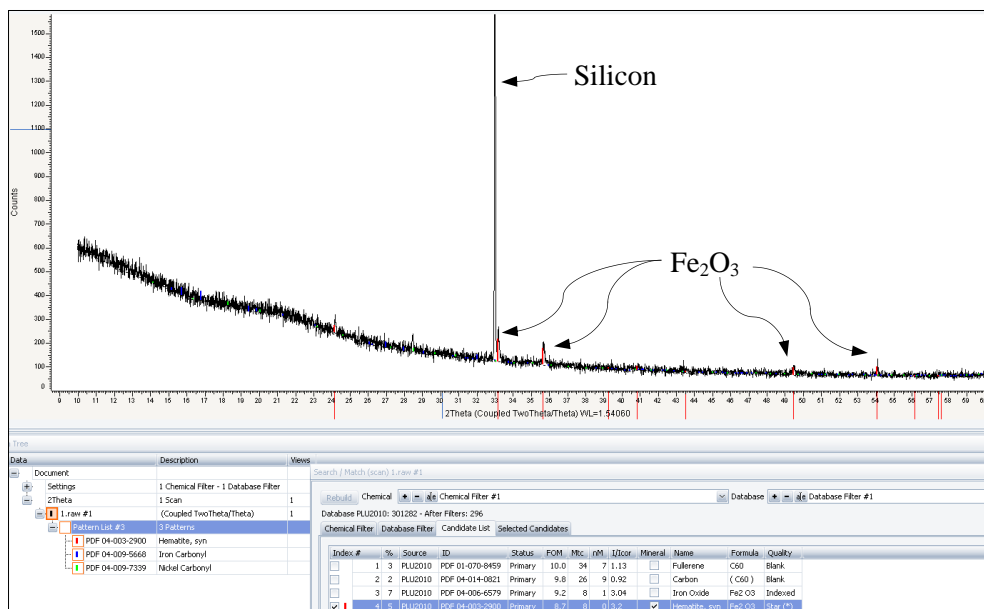 1500
1400
1300
1200
1100
1000
900
800
700
600
500
400
300
200
100
0
Counts
Silicon
Fe2O3
9 10 11 12 13 14 15 16 17 18 19 20 21 22 23 24 25 26 27 28 29 30 31 32 33 34 35 36 37 38 39 40 41 42 43 44 45 46 47 48 49 50 51 52 53 54 55 56 57 58 59
2Theta (Coupled TwoTheta/Theta) WL=1.54060
Tree
Data Description Views
Document
Settings 1 Chemical Filter - 1 Database Filter
2Theta 1 Scan 1
1.raw #1 (Coupled TwoTheta/Theta) 1
Pattern List #3 3 Patterns
PDF 04-003-2900 Hematite, syn
PDF 04-009-5668 Iron Carbonyl
PDF 04-009-7339 Nickel Carbonyl
Search / Match (scan) 1.raw #1
Rebuild Chemical + - a|e Chemical Filter #1 Database + - a|e Database Filter #1
Database PLU2010: 301282 - After Filters: 296
Chemical Filter Database Filter Candidate List Selected Candidates
Index # % Source ID Status FOM Mtc nM I/Icor Mineral Name Formula Quality
1 3 PLU2010 PDF 01-070-8459 Primary 10.0 34 7 1.13 Fullerene C60 Blank
2 2 PLU2010 PDF 04-014-0821 Primary 9.8 26 9 0.92 Carbon ( C60 ) Blank
3 7 PLU2010 PDF 04-006-6579 Primary 9.2 8 1 3.04 Iron Oxide Fe2 O3 Indexed
4 5 PLU2010 PDF 04-003-2900 Primary 8.7 8 0 3.2 Hematite, syn Fe2 O3 Star (*)